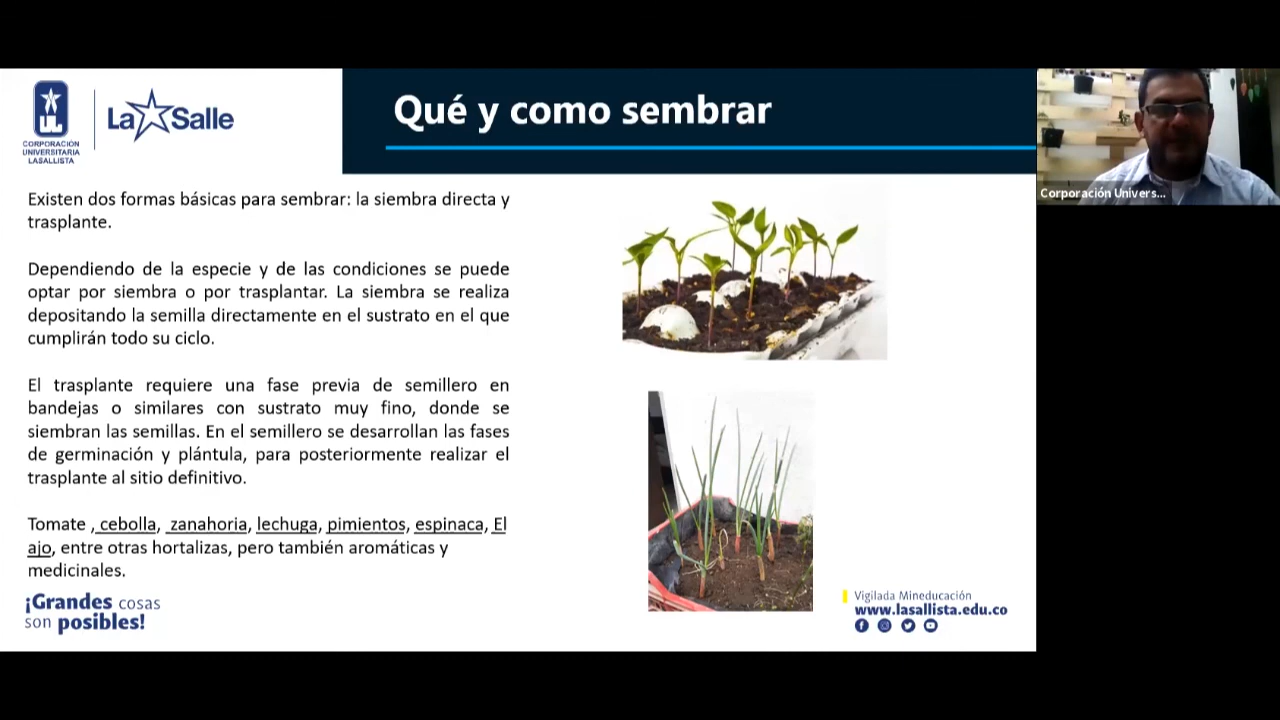 CORPORACIÓN
UNIVERSITARIA
LASALLISTA
La Salle
Qué y como sembrar
Corporación Univers...
Existen dos formas básicas para sembrar: la siembra directa y
trasplante.
Dependiendo de la especie y de las condiciones se puede
optar por siembra o por trasplantar. La siembra se realiza
depositando la semilla directamente en el sustrato en el que
cumplirán todo su ciclo.
El trasplante requiere una fase previa de semillero en
bandejas o similares con sustrato muy fino, donde se
siembran las semillas. En el semillero se desarrollan las fases
de germinación y plántula, para posteriormente realizar el
trasplante al sitio definitivo.
Tomate , cebolla, zanahoria, lechuga, pimientos, espinaca, El
ajo, entre otras hortalizas, pero también aromáticas y
medicinales.
¡Grandes cosas
son posibles!
Vigilada Mineducación
www.lasallista.edu.co